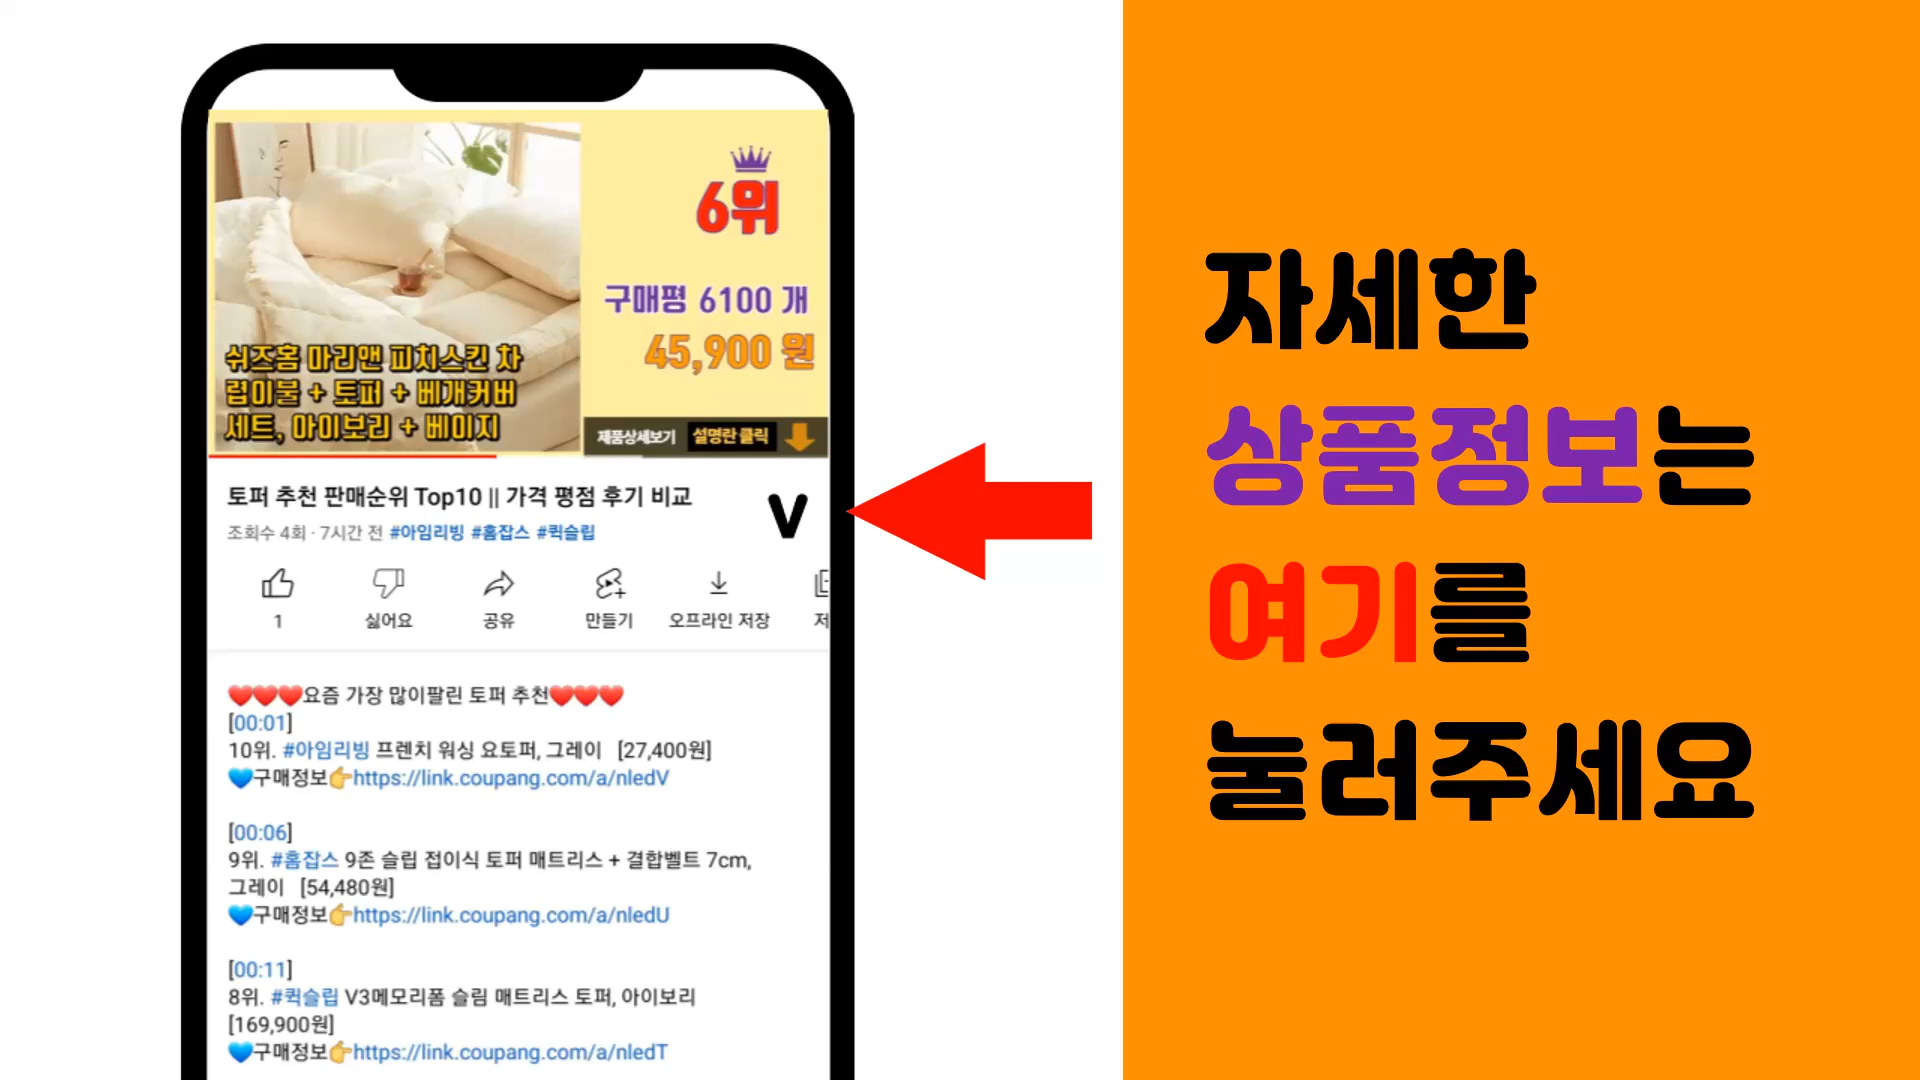 6위
구매평 6100 개
45,900 원
쉬즈홈 마리앤 피치스킨 차
렵이불 + 토퍼 + 베개커버
세트, 아이보리 + 베이지
제품상세보기 설명란 클릭
토퍼 추천 판매순위 Top10 || 가격 평점 후기 비교
V
조회수 4회 · 7시간 전 #아임리빙 #홈잡스 #퀵슬립
1 싫어요 공유 만들기 오프라인 저장 저
❤❤❤요즘 가장 많이팔린 토퍼 추천❤❤❤
[00:01]
10위. #아임리빙 프렌치 워싱 요토퍼, 그레이 [27,400원]
💙구매정보👉https://link.coupang.com/a/nledV
[00:06]
9위. #홈잡스 9존 슬립 접이식 토퍼 매트리스 + 결합벨트 7cm,
그레이 [54,480원]
💙구매정보👉https://link.coupang.com/a/nledU
[00:11]
8위. #퀵슬립 V3메모리폼 슬림 매트리스 토퍼, 아이보리
[169,900원]
💙구매정보👉https://link.coupang.com/a/nledT
자세한
상품정보는
여기를
눌러주세요